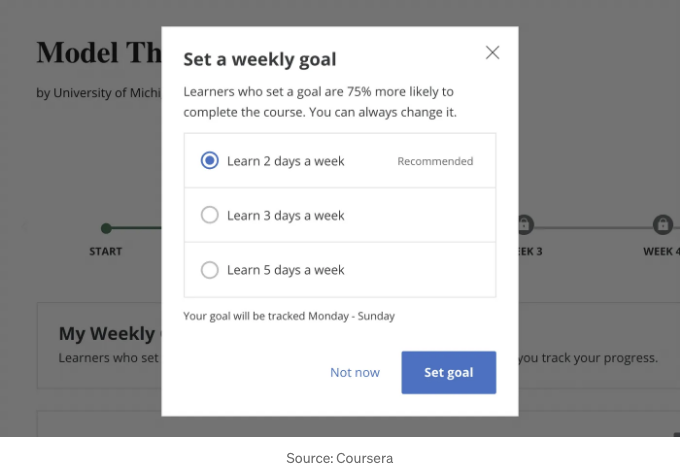 Model Th
Set a weekly goal
by University of Michi
Learners who set a goal are 75% more likely to
complete the course. You can always change it.
Learn 2 days a week Recommended
Learn 3 days a week
Learn 5 days a week
START
EEK 3
WEEK 4
Your goal will be tracked Monday - Sunday
My Weekly
Learners who set
you track your progress.
Not now Set goal
Source: Coursera